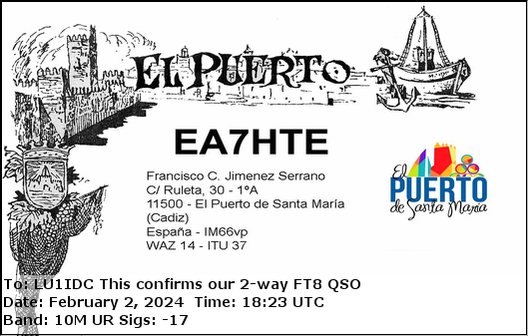 EL PUERTO
EA7HTE
Francisco C. Jimenez Serrano
C/ Ruleta, 30 - 1ºA
11500 - El Puerto de Santa María
(Cadiz)
España - IM66vp
WAZ 14 - ITU 37
El
PUERTO
de Santa María
To: LU1IDC This confirms our 2-way FT8 QSO
Date: February 2, 2024 Time: 18:23 UTC
Band: 10M UR Sigs: -17